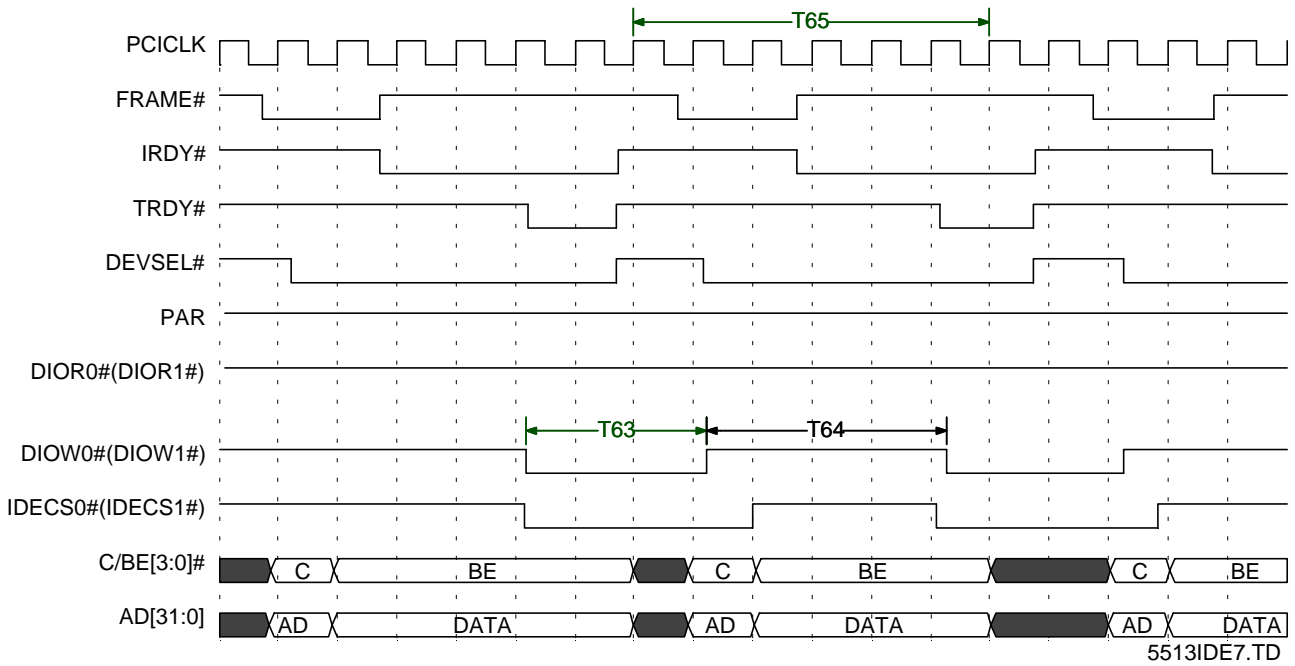 T65
PCICLK
FRAME#
IRDY#
TRDY#
DEVSEL#
PAR
DIOR0#(DIOR1#)
T63 T64
DIOW0#(DIOW1#)
IDECS0#(IDECS1#)
C/BE[3:0]# C BE C BE C BE
AD[31:0] AD DATA AD DATA AD DATA
5513IDE7.TD